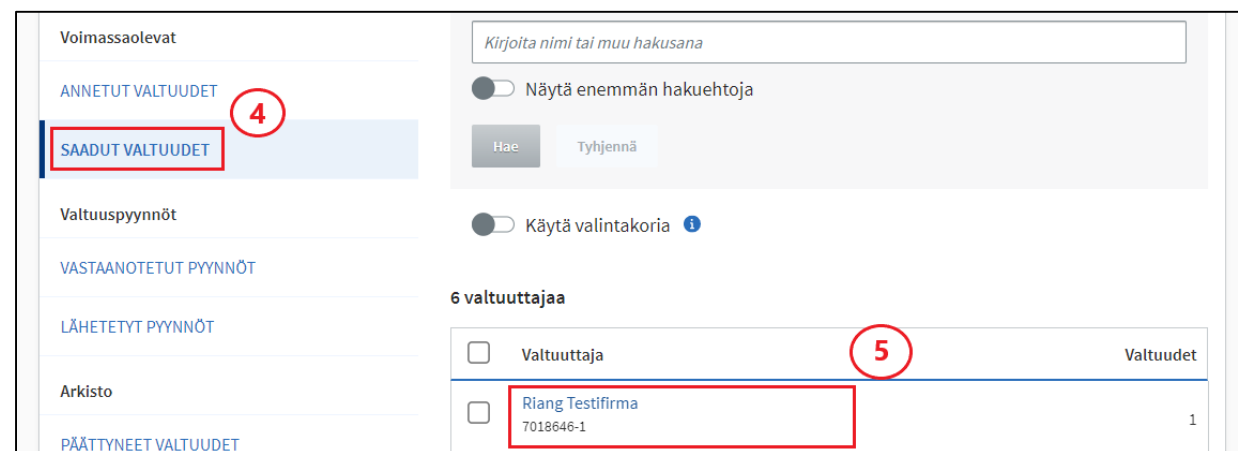 Voimassaolevat
ANNETUT VALTUUDET
4
SAADUT VALTUUDET
Valtuuspyynnöt
VASTAANOTETUT PYYNNÖT
LÄHETETYT PYYNNÖT
Arkisto
PÄÄTTYNEET VALTUUDET
Kirjoita nimi tai muu hakusana
Näytä enemmän hakuehtoja
Hae Tyhjennä
Käytä valintakoria i
6 valtuuttajaa
Valtuuttaja 5 Valtuudet
Riang Testifirma
7018646-1 1